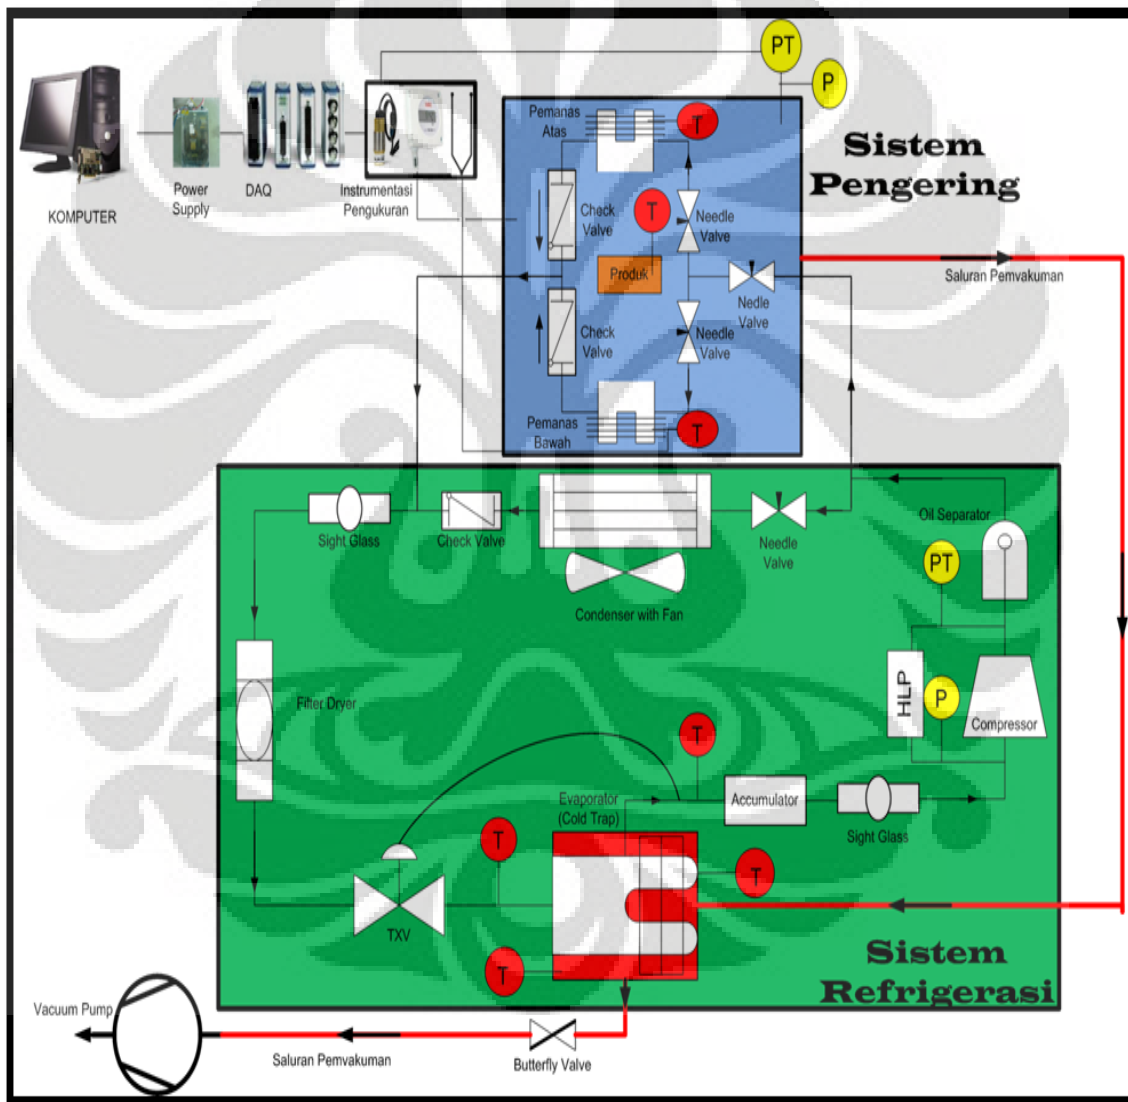 PT
P
Pemanas
Atas
T
Sistem
Pengering
KOMPUTER
Power
Supply
DAQ
Instrumentasi
Pengukuran
Check
Valve
T
Needle
Valve
Produk
Nedle
Valve
Saluran Pemvakuman
Check
Valve
Needle
Valve
Pemanas
Bawah
T
Sight Glass
Check Valve
Needle
Valve
Oil Separator
Condenser with Fan
PT
Filter Dryer
HLP
P
Compressor
T
Evaporator
(Cold Trap)
Accumulator
Sight Glass
T
T
TXV
T
Sistem
Refrigerasi
Vacuum Pump
Saluran Pemvakuman
Butterfly Valve